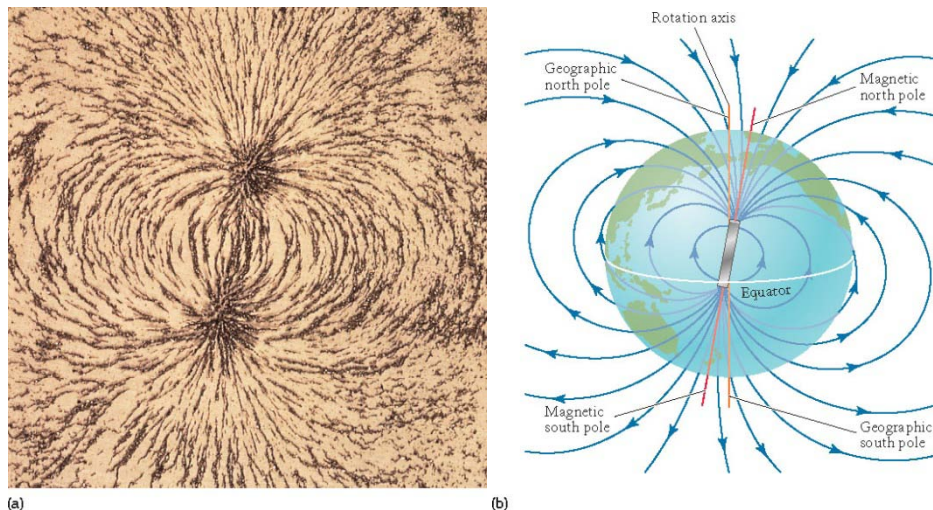 Rotation axis
Geographic
north pole
Magnetic
north pole
Equator
Magnetic
south pole
Geographic
south pole
(a)
(b)